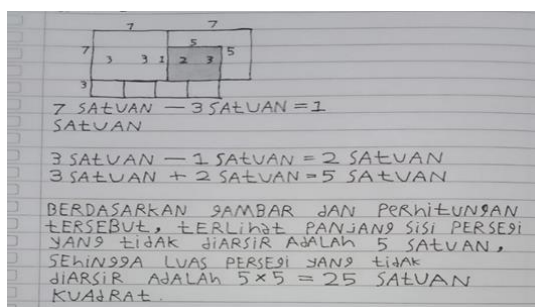 7 7
5
7 3 3 1 2 3 5
3
7 SATUAN — 3 SATUAN = 1
SATUAN
3 SATUAN — 1 SATUAN = 2 SATUAN
3 SATUAN + 2 SATUAN = 5 SATUAN
BERDASARKAN GAMBAR DAN PERHITUNGAN
TERSEBUT, TERLIHAT PANJANG SISI PERSEGI
YANG TIDAK DIARSIR ADALAH 5 SATUAN,
SEHINGGA LUAS PERSEGI YANG TIDAK
DIARSIR ADALAH 5 × 5 = 25 SATUAN
KUADRAT.